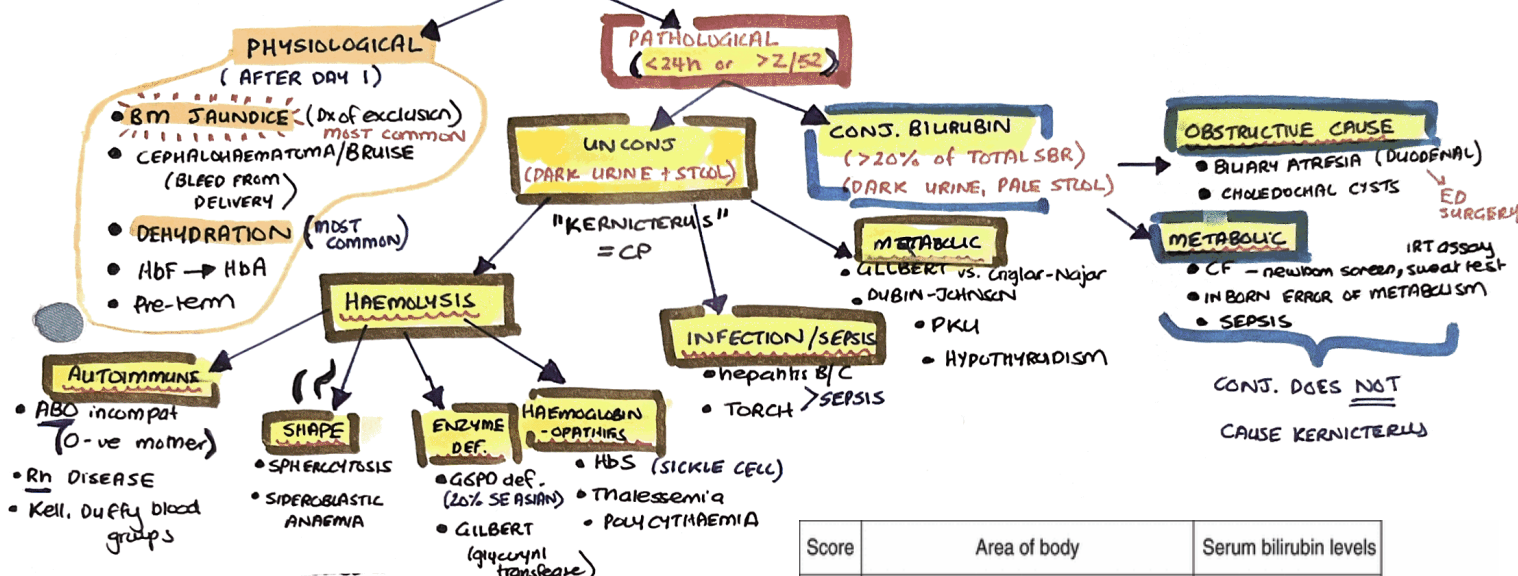 PHYSIOLOGICAL
(AFTER DAY 1)
• BM JAUNDICE (Dx of exclusion)
MOST COMMON
• CEPHALOHAEMATOMA/BRUISE
(BLEED FROM
DELIVERY)
• DEHYDRATION (MOST
COMMON)
• HbF → HbA
• Pre-term
PATHOLOGICAL
(<24h or >2/52)
UNCONJ
(DARK URINE + STOOL)
"KERNICTERUS"
= CP
HAEMOLYSIS
AUTOIMMUNE
• ABO incompat
(O-ve mother)
• Rh DISEASE
• Kell, Duffy blood
groups
SHAPE
• SPHEROCYTOSIS
• SIDEROBLASTIC
ANAEMIA
ENZYME
DEF.
• G6PD def.
(20% SE ASIAN)
• GILBERT
(glycoronyl
transferase)
HAEMOGLOBIN
-OPATHIES
• HbS (SICKLE CELL)
• Thalessemia
• POLYCYTHAEMIA
INFECTION/SEPSIS
• hepatitis B/C
• TORCH > SEPSIS
METABOLIC
• GILBERT vs. Criglar-Najar
• DUBIN-JOHNSON
• PKU
• HYPOTHYROIDISM
CONJ. BILIRUBIN
(>20% of TOTAL SBR)
(DARK URINE, PALE STOOL)
OBSTRUCTIVE CAUSE
• BILIARY ATRESIA (DUODENAL)
• CHOLEDOCHAL CYSTS
ED
SURGERY
METABOLIC
IRT assay
• CF – newborn screen, sweat test
• INBORN ERROR OF METABOLISM
• SEPSIS
CONJ. DOES NOT
CAUSE KERNICTERUS
Score Area of body Serum bilirubin levels